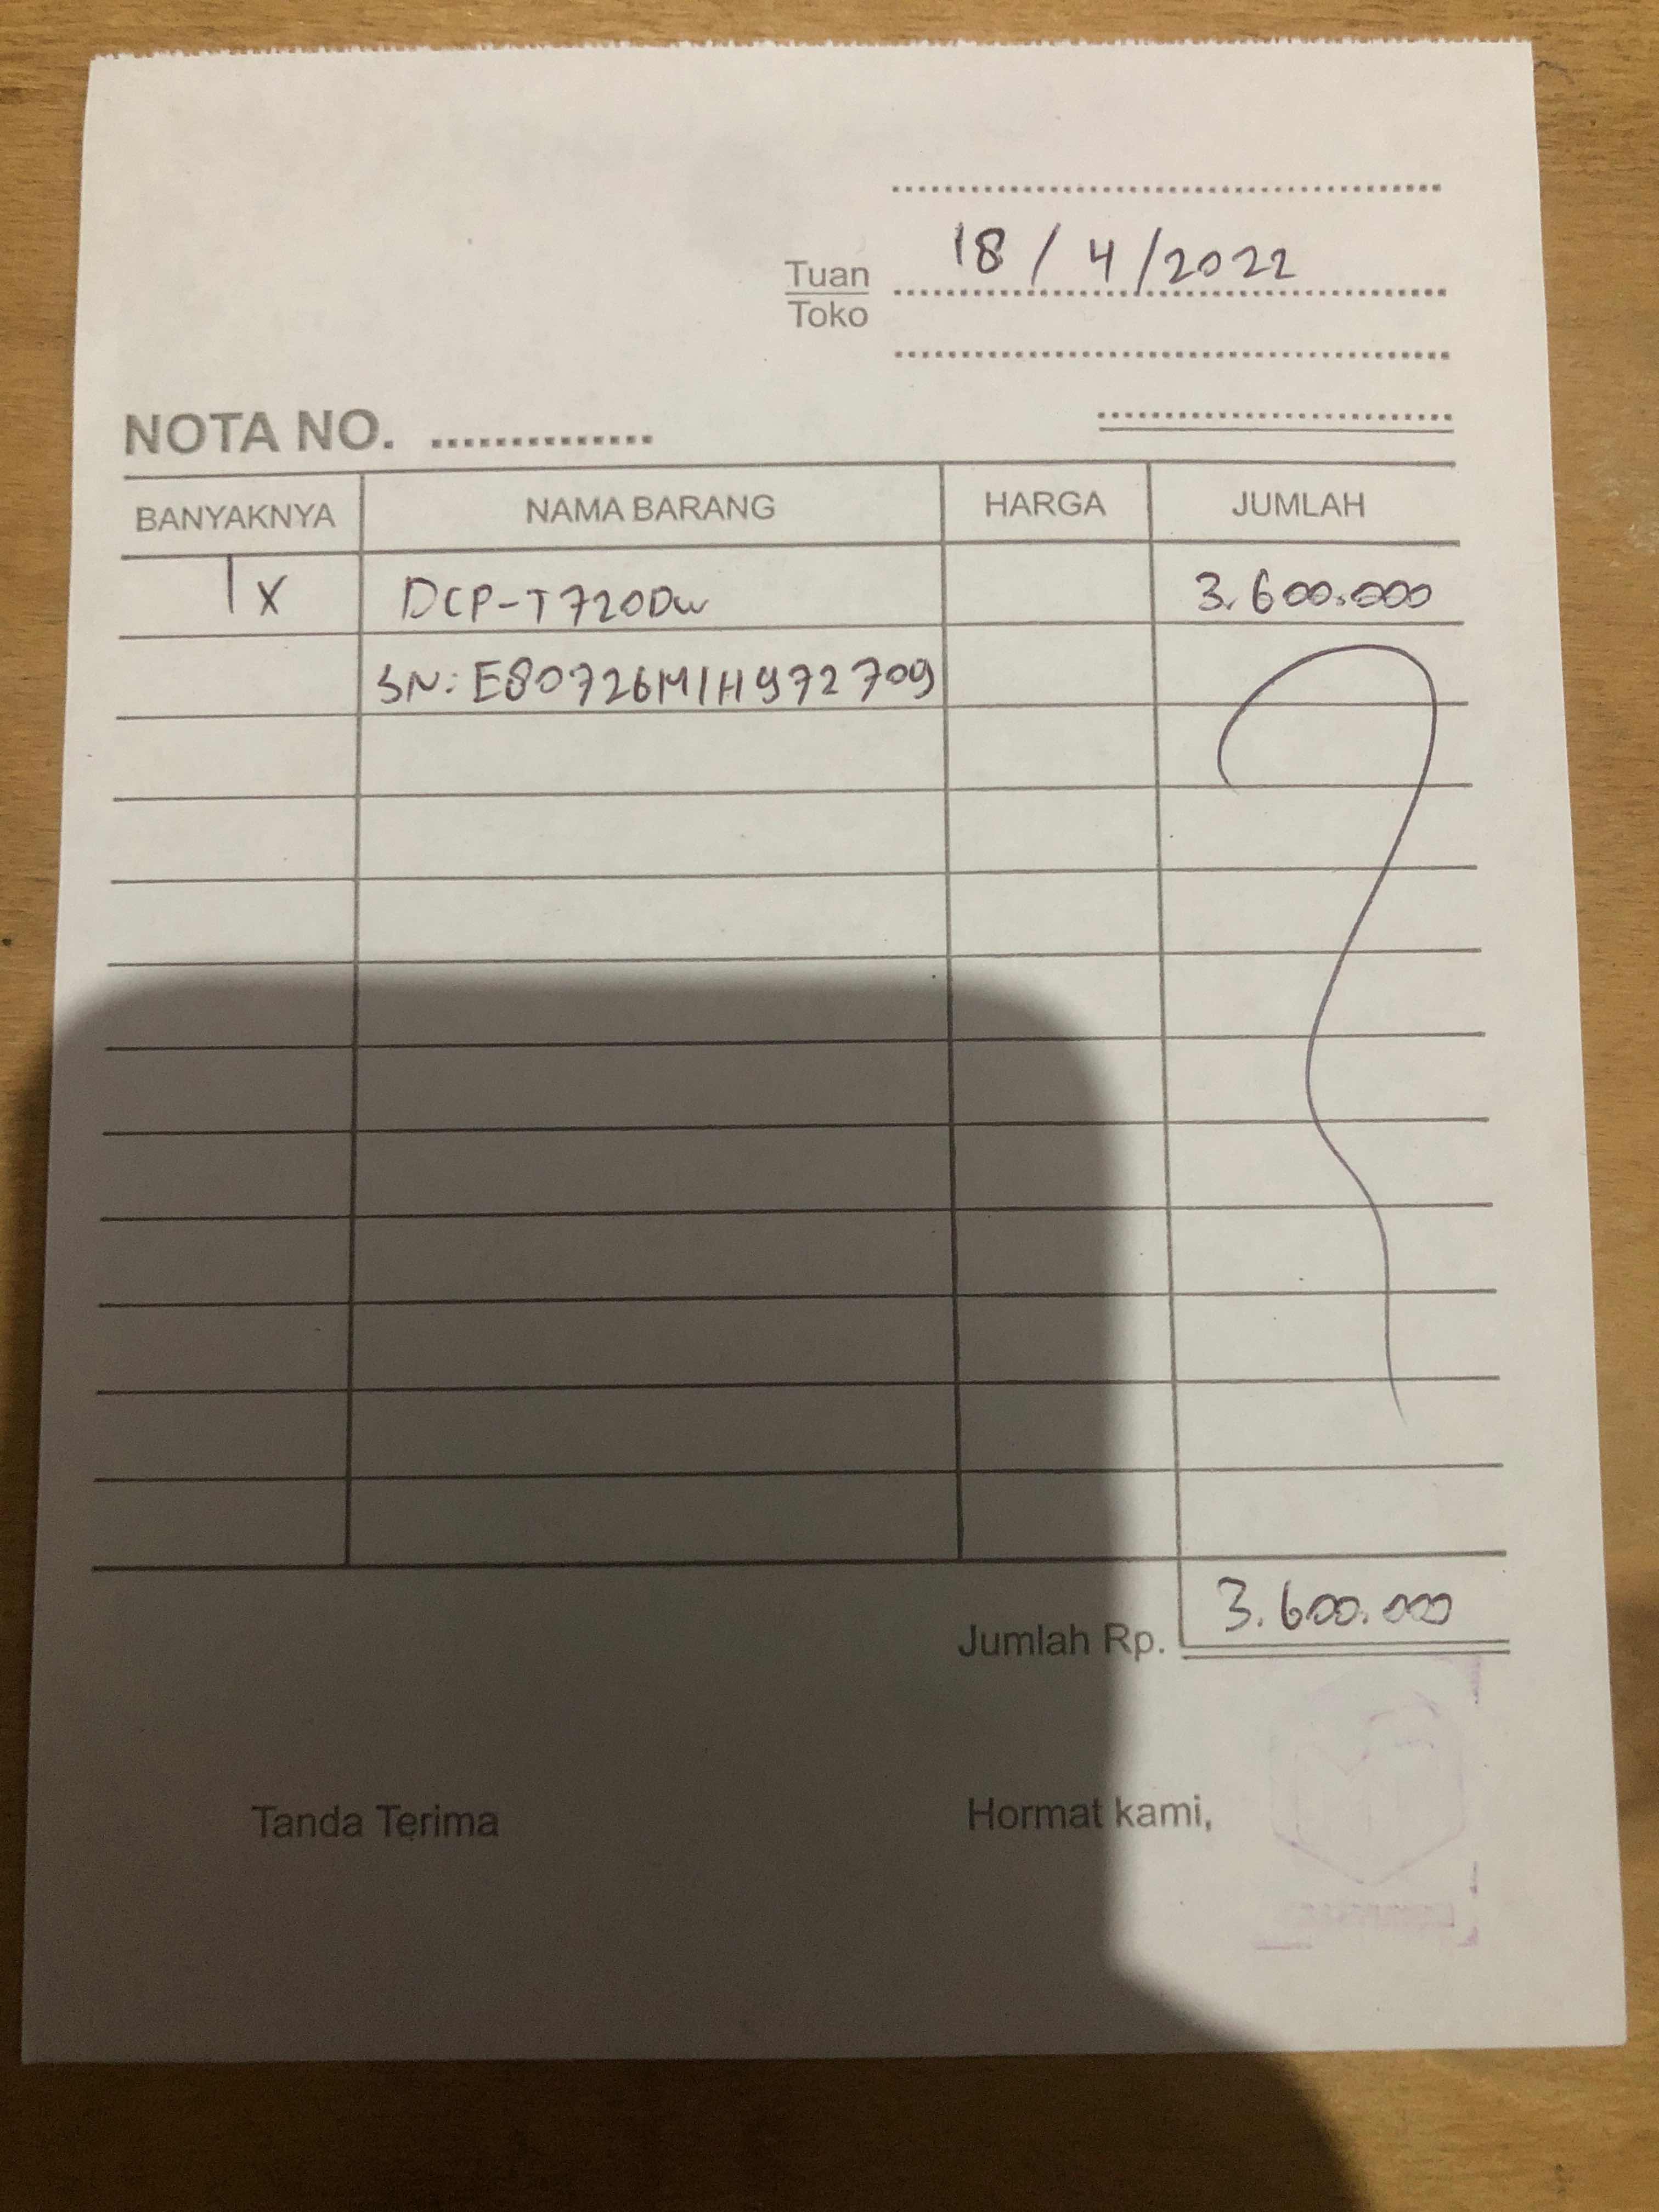 18/4/2022
Tuan
Toko
NOTA NO. ..............
BANYAKNYA NAMA BARANG HARGA JUMLAH
1x DCP-T720DW 3.600.000
SN: E80726M1H972709
Jumlah Rp. 3.600.000
Tanda Terima Hormat kami,